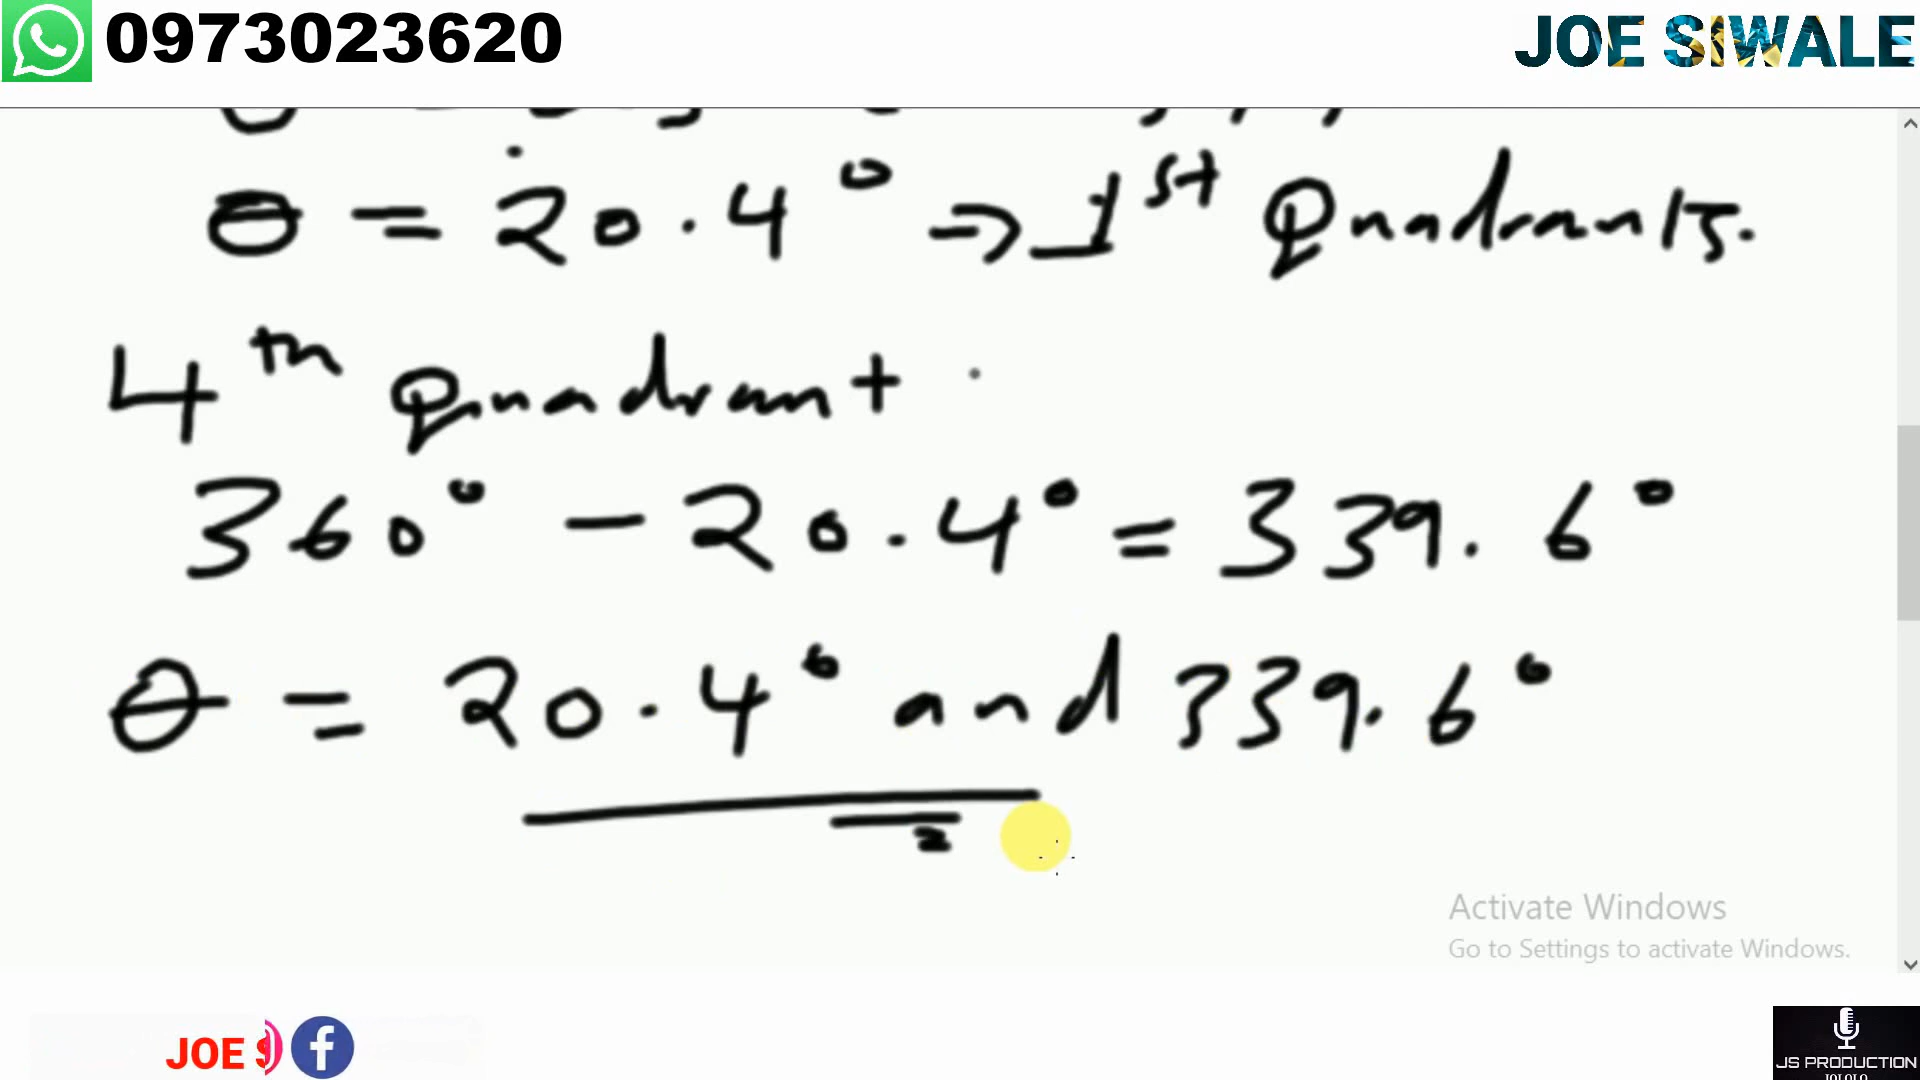 0973023620
JOE SIWALE
θ = 20.4° ⇒ 1st Quadrants.
4th Quadrant
360° - 20.4° = 339.6°
θ = 20.4° and 339.6°
Activate Windows
Go to Settings to activate Windows.
JOE S
JS PRODUCTION